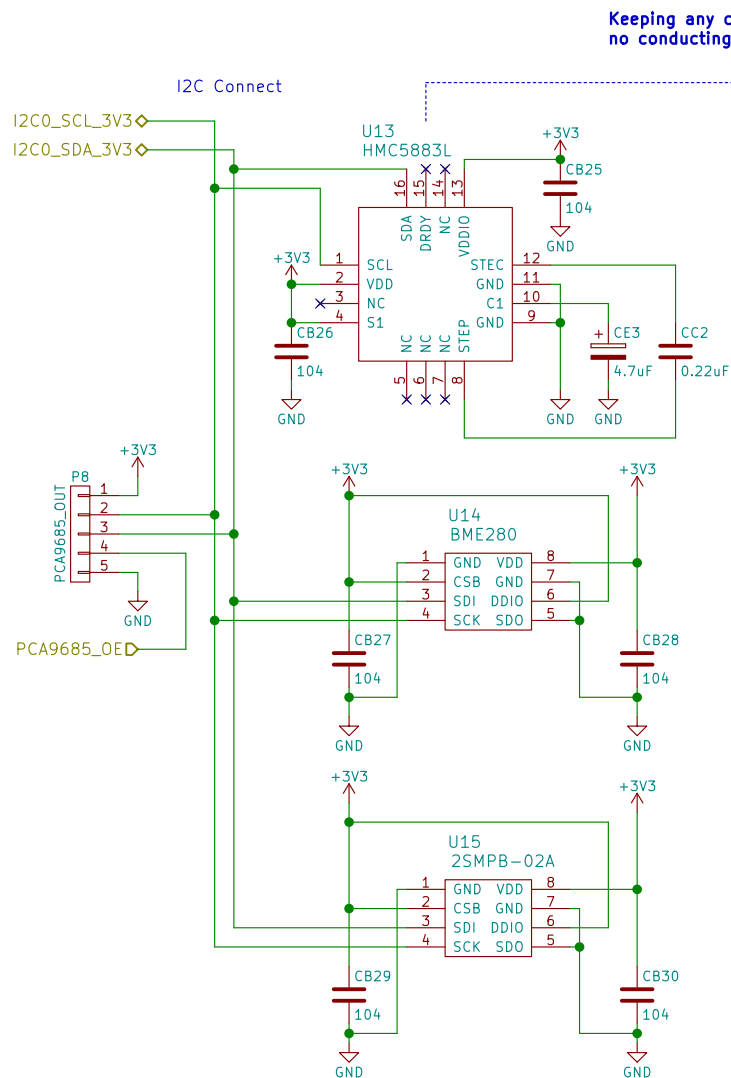 Keeping any
no conducting
I2C Connect
I2C0_SCL_3V3
I2C0_SDA_3V3
U13
HMC5883L
+3V3
CB25
104
GND
16
15
14
13
SDA
DRDY
NC
VDDIO
1
SCL
2
VDD
3
NC
4
S1
STEC
12
GND
11
C1
10
GND
9
NC
NC
NC
STEP
5
6
7
8
+3V3
CB26
104
GND
GND
+
CE3
4.7uF
GND
CC2
0.22uF
+3V3
P8
PCA9685_OUT
1
2
3
4
5
GND
PCA9685_OE
+3V3
+3V3
U14
BME280
1
GND
VDD
8
2
CSB
GND
7
3
SDI
DDIO
6
4
SCK
SDO
5
CB27
104
GND
CB28
104
GND
+3V3
+3V3
U15
2SMPB-02A
1
GND
VDD
8
2
CSB
GND
7
3
SDI
DDIO
6
4
SCK
SDO
5
CB29
104
GND
CB30
104
GND